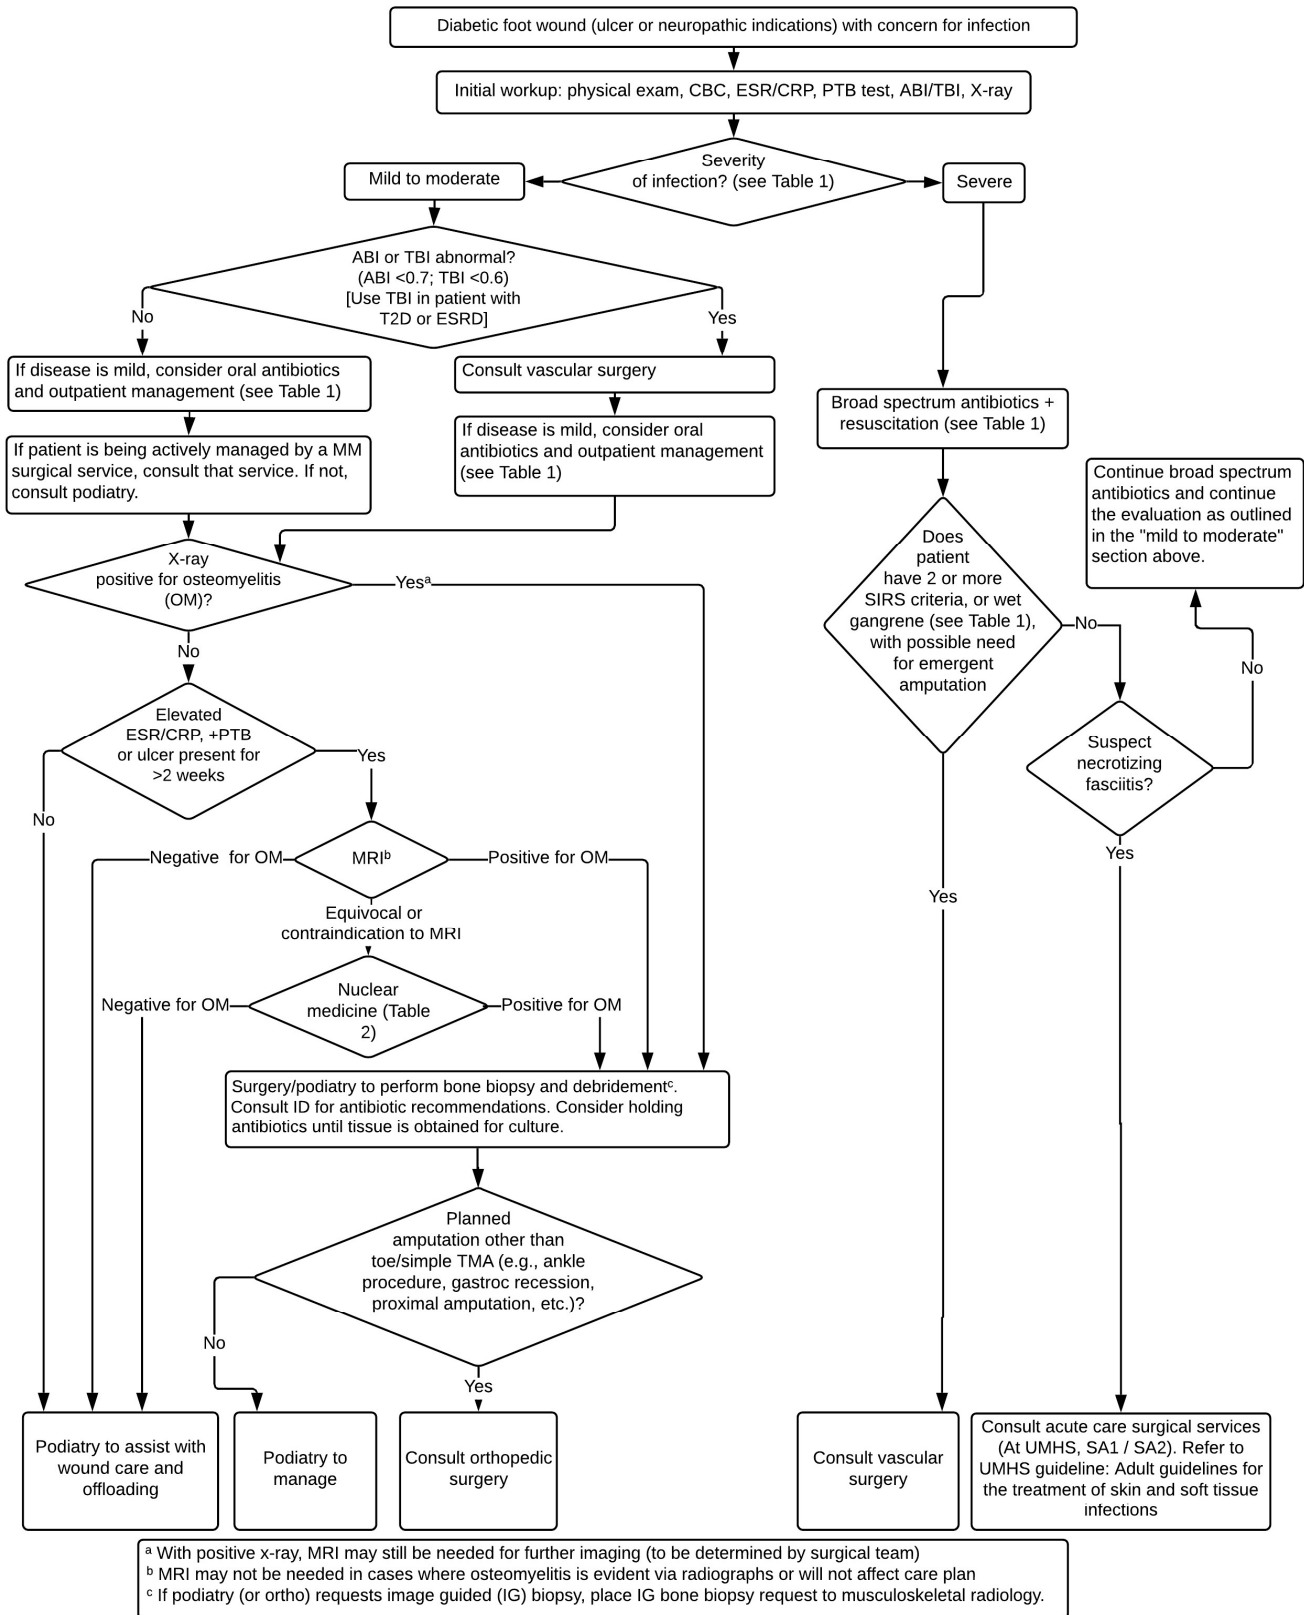 Diabetic foot wound (ulcer or neuropathic indications) with concern for infection
Initial workup: physical exam, CBC, ESR/CRP, PTB test, ABI/TBI, X-ray
Severity
of infection? (see Table 1)
Mild to moderate
Severe
ABI or TBI abnormal?
(ABI <0.7; TBI <0.6)
[Use TBI in patient with
T2D or ESRD]
No
Yes
If disease is mild, consider oral antibiotics
and outpatient management (see Table 1)
Consult vascular surgery
If patient is being actively managed by a MM
surgical service, consult that service. If not,
consult podiatry.
If disease is mild, consider oral
antibiotics and outpatient management
(see Table 1)
Broad spectrum antibiotics +
resuscitation (see Table 1)
Continue broad spectrum
antibiotics and continue
the evaluation as outlined
in the "mild to moderate"
section above.
X-ray
positive for osteomyelitis
(OM)?
Yesᵃ
No
Does
patient
have 2 or more
SIRS criteria, or wet
gangrene (see Table 1),
with possible need
for emergent
amputation
No
No
Suspect
necrotizing
fasciitis?
Yes
Yes
Elevated
ESR/CRP, +PTB
or ulcer present for
>2 weeks
Yes
No
MRIᵇ
Negative for OM
Positive for OM
Equivocal or
contraindication to MRI
Nuclear
medicine (Table
2)
Negative for OM
Positive for OM
Surgery/podiatry to perform bone biopsy and debridementᶜ.
Consult ID for antibiotic recommendations. Consider holding
antibiotics until tissue is obtained for culture.
Planned
amputation other than
toe/simple TMA (e.g., ankle
procedure, gastroc recession,
proximal amputation, etc.)?
No
Yes
Podiatry to assist with
wound care and
offloading
Podiatry to
manage
Consult orthopedic
surgery
Consult vascular
surgery
Consult acute care surgical services
(At UMHS, SA1 / SA2). Refer to
UMHS guideline: Adult guidelines for
the treatment of skin and soft tissue
infections
ᵃ With positive x-ray, MRI may still be needed for further imaging (to be determined by surgical team)
ᵇ MRI may not be needed in cases where osteomyelitis is evident via radiographs or will not affect care plan
ᶜ If podiatry (or ortho) requests image guided (IG) biopsy, place IG bone biopsy request to musculoskeletal radiology.